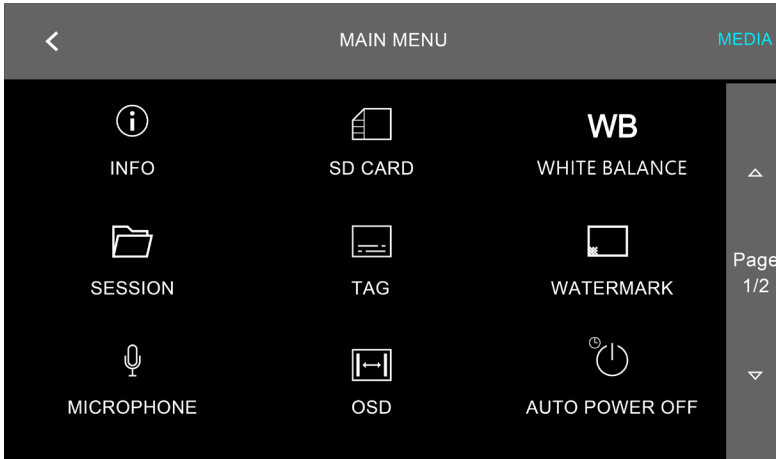 MAIN MENU
MEDIA
INFO
SD CARD
WB
WHITE BALANCE
SESSION
TAG
WATERMARK
Page
1/2
MICROPHONE
OSD
AUTO POWER OFF